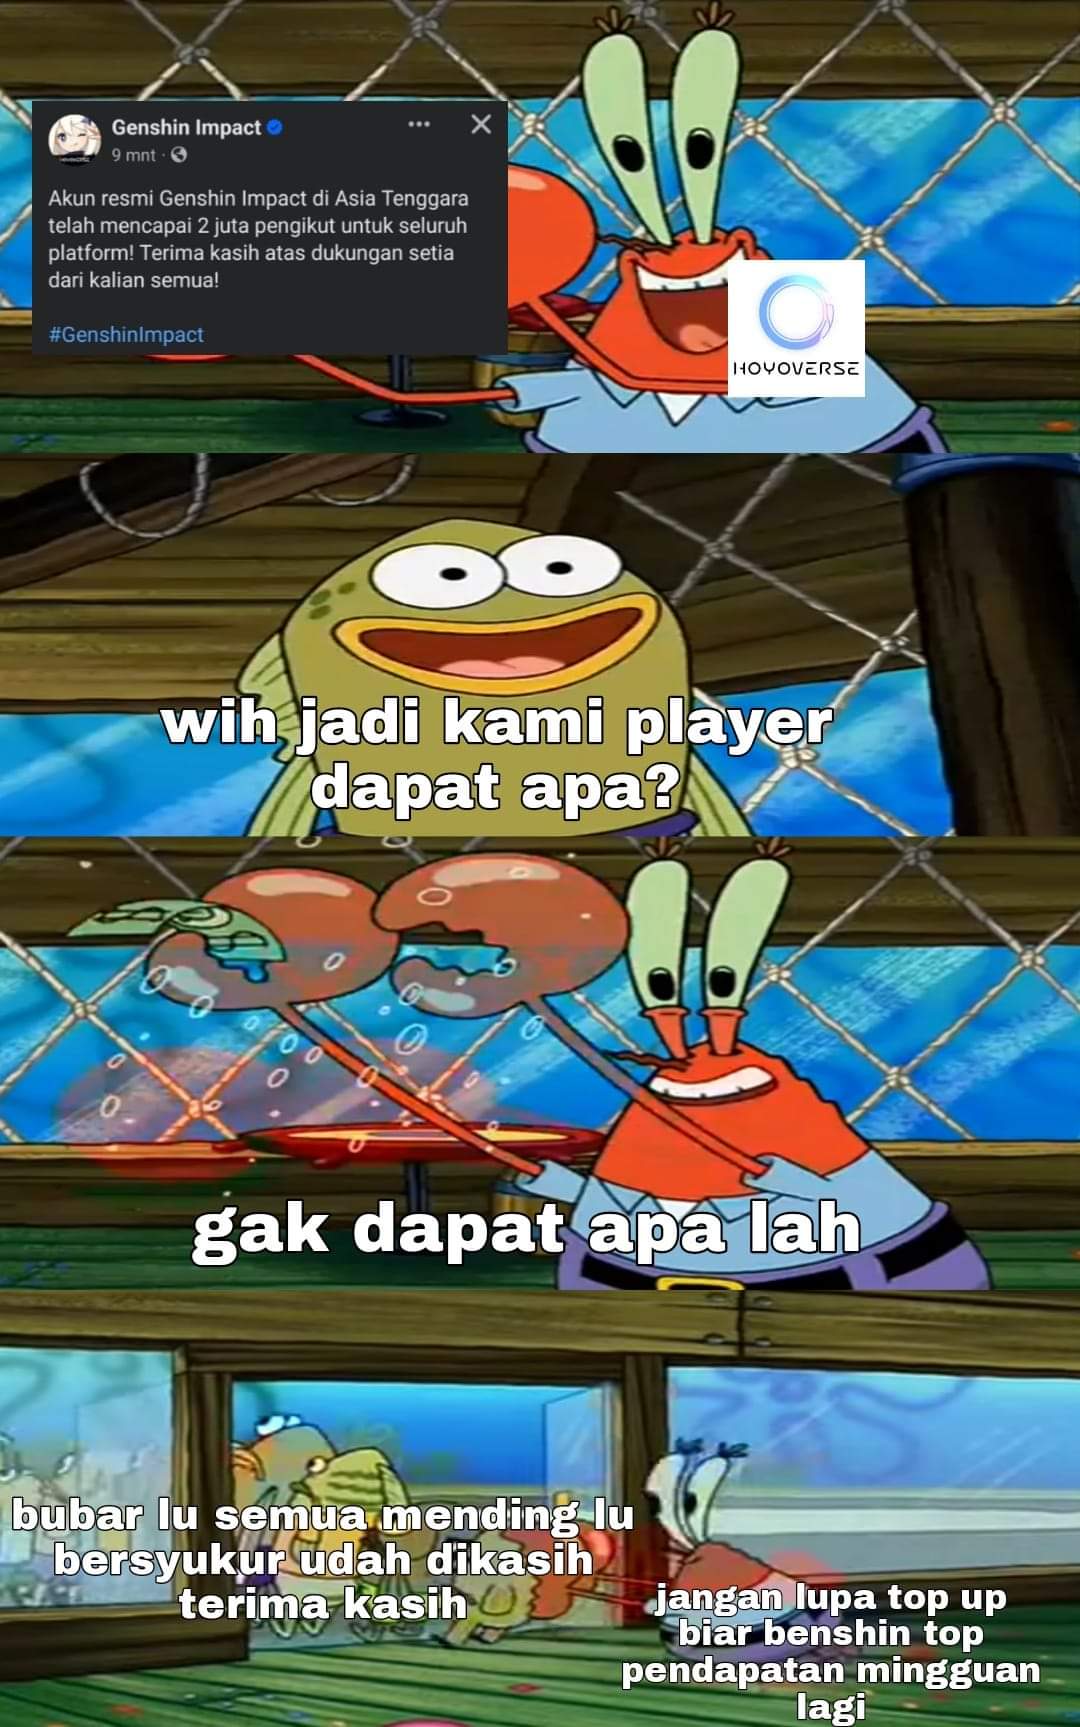 Genshin Impact
9 mnt ·
Akun resmi Genshin Impact di Asia Tenggara
telah mencapai 2 juta pengikut untuk seluruh
platform! Terima kasih atas dukungan setia
dari kalian semua!
#GenshinImpact
HOYOVERSE
wih jadi kami player
dapat apa?
gak dapat apa lah
bubar lu semua mending lu
bersyukur udah dikasih
terima kasih
jangan lupa top up
biar benshin top
pendapatan mingguan
lagi